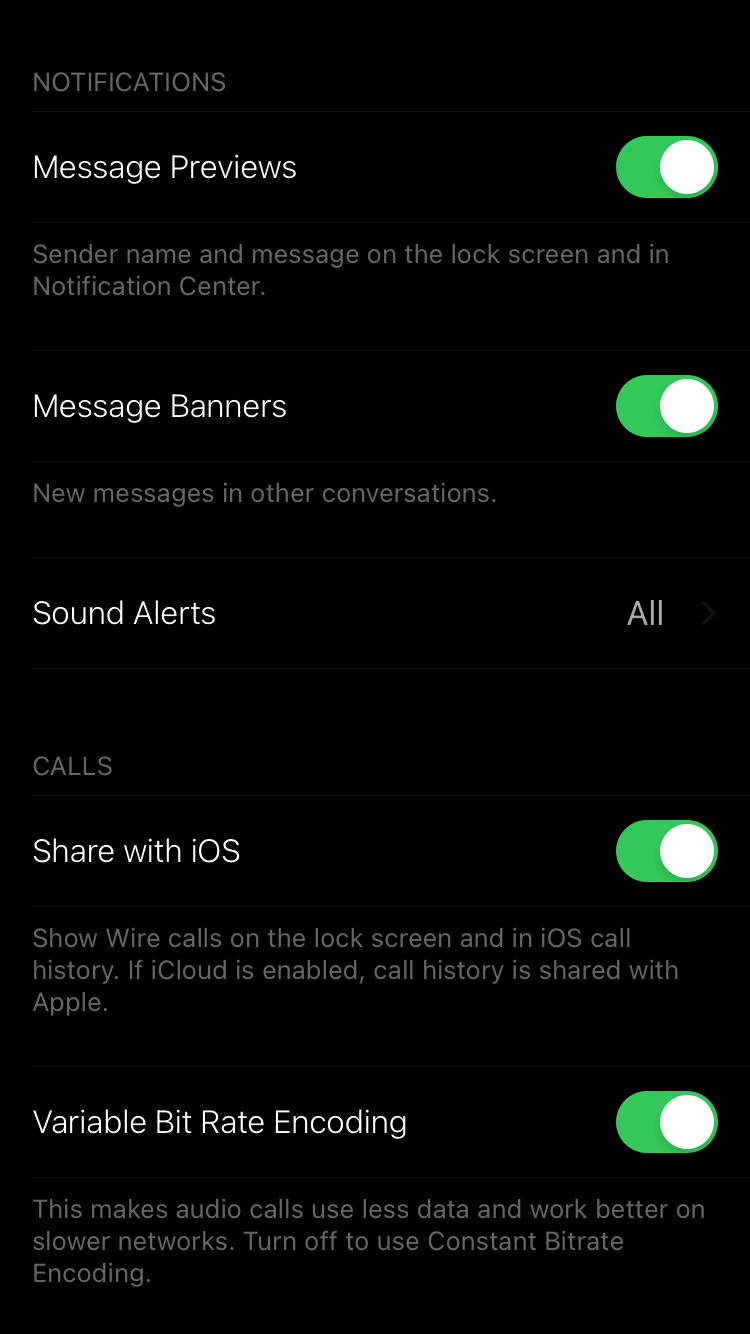 NOTIFICATIONS
Message Previews
Sender name and message on the lock screen and in
Notification Center.
Message Banners
New messages in other conversations.
Sound Alerts All
CALLS
Share with iOS
Show Wire calls on the lock screen and in iOS call
history. If iCloud is enabled, call history is shared with
Apple.
Variable Bit Rate Encoding
This makes audio calls use less data and work better on
slower networks. Turn off to use Constant Bitrate
Encoding.